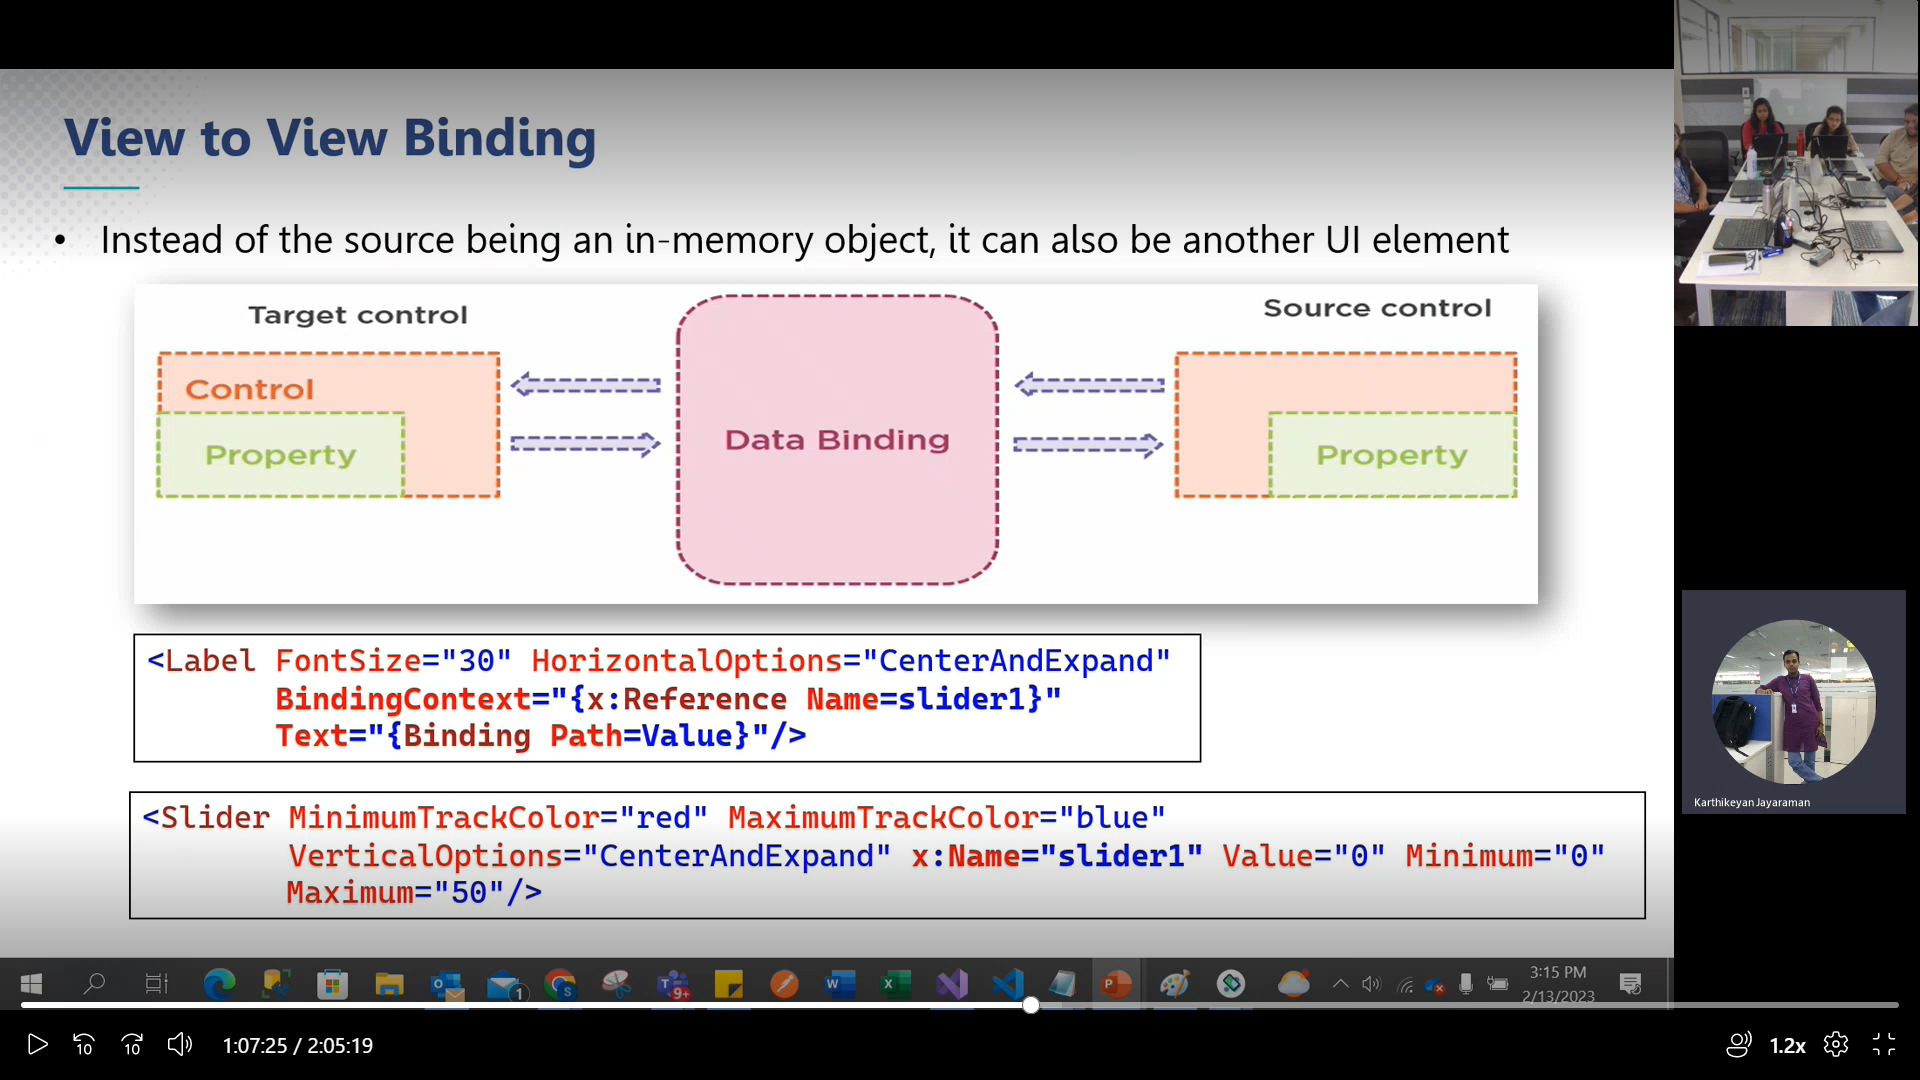 View to View Binding
• Instead of the source being an in-memory object, it can also be another UI element
Target control
Source control
Control
Property
Data Binding
Property
<Label FontSize="30" HorizontalOptions="CenterAndExpand"
BindingContext="{x:Reference Name=slider1}"
Text="{Binding Path=Value}"/>
<Slider MinimumTrackColor="red" MaximumTrackColor="blue"
VerticalOptions="CenterAndExpand" x:Name="slider1" Value="0" Minimum="0"
Maximum="50"/>
Karthikeyan Jayaraman
1
9+
3:15 PM
2/13/2023
10
10
1:07:25 / 2:05:19
1.2x